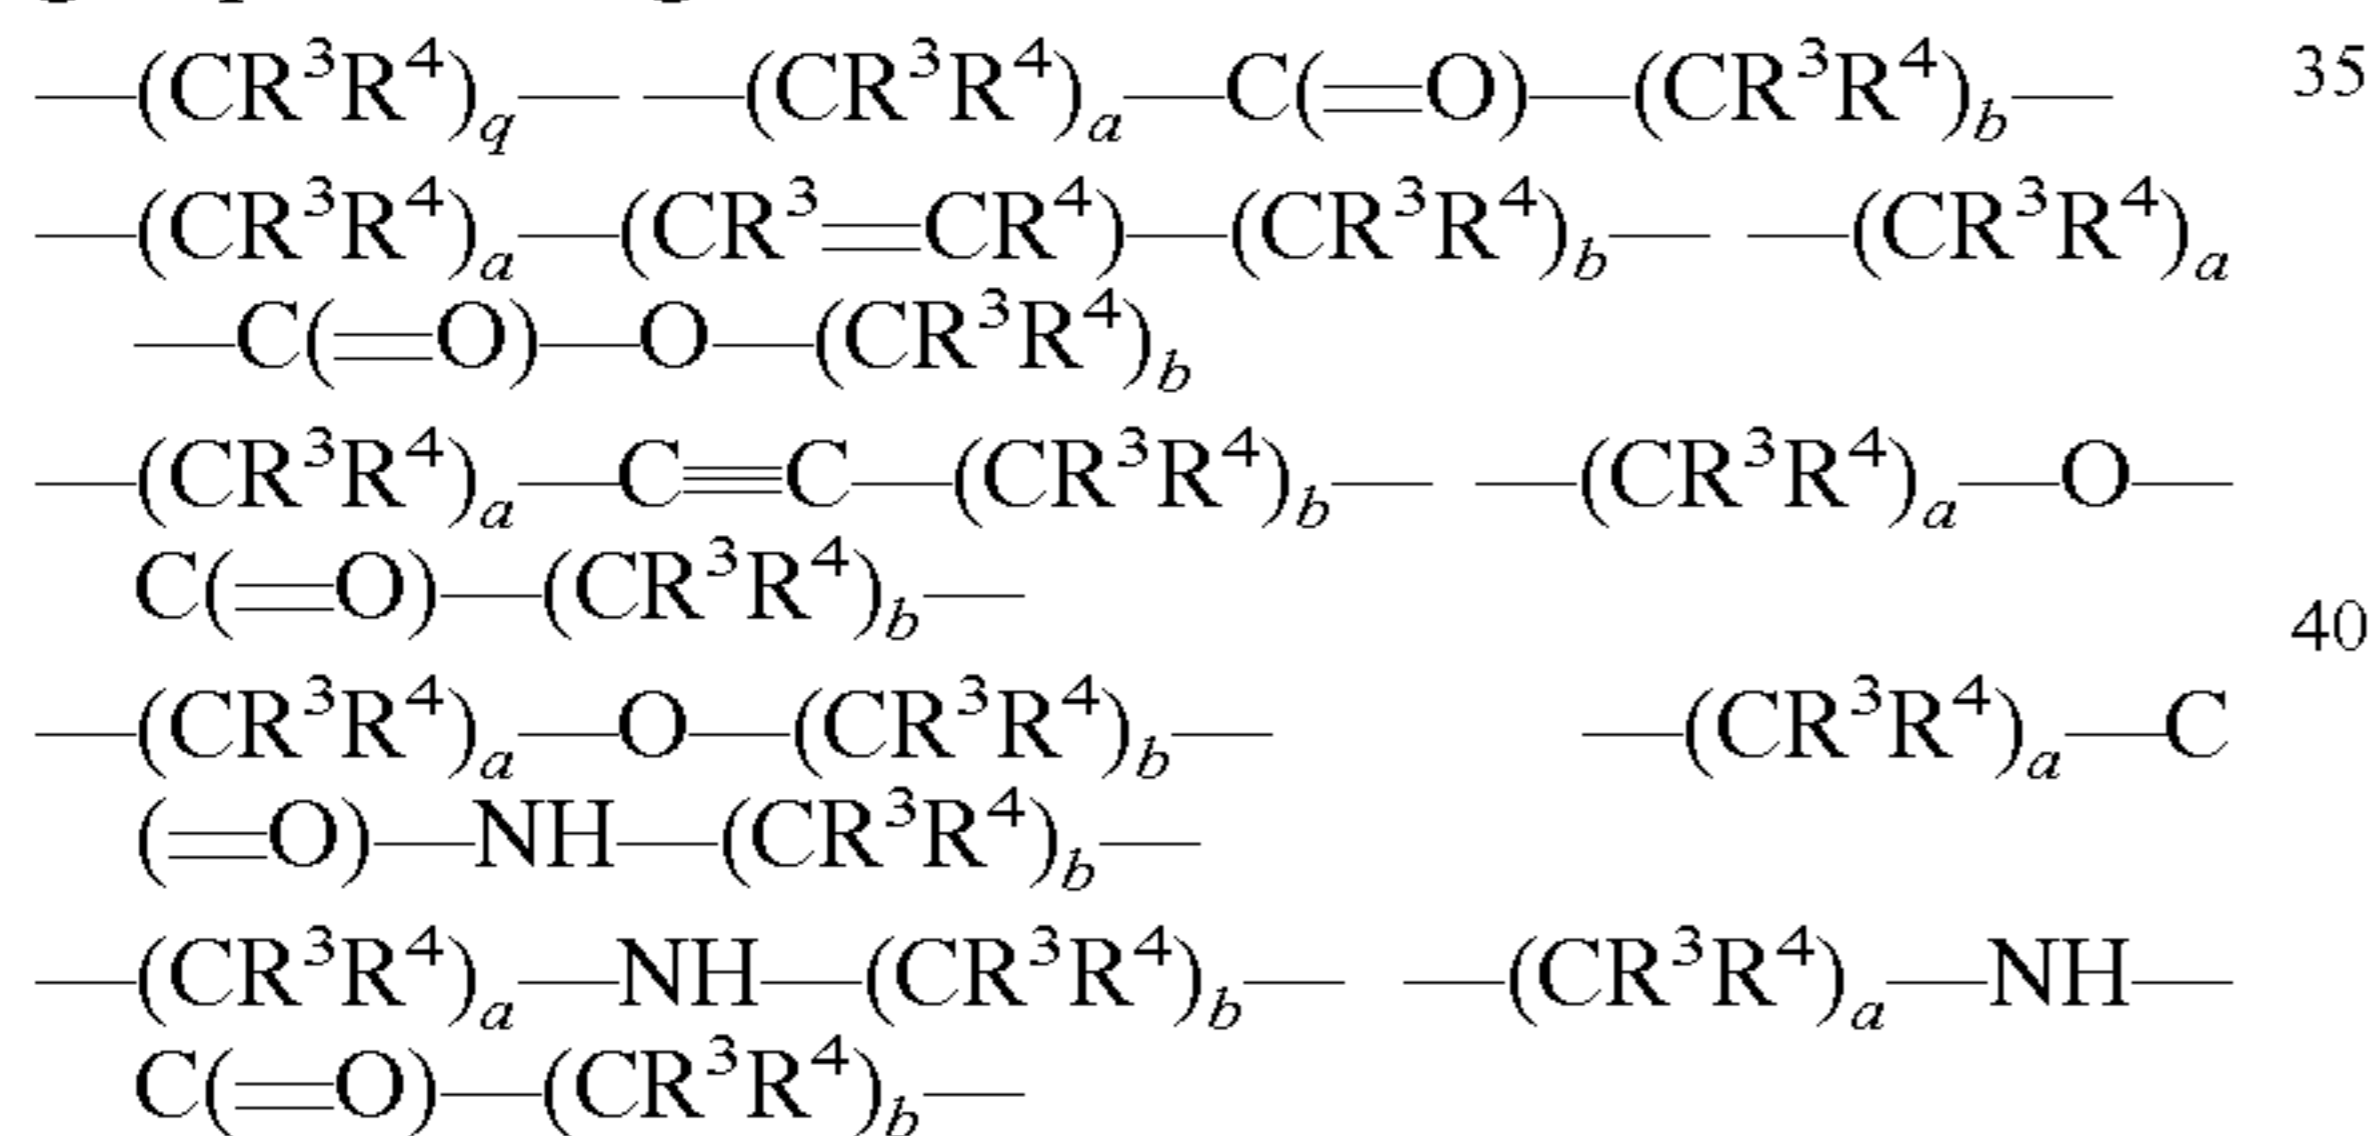 —(CR³R⁴)q— —(CR³R⁴)a—C(=O)—(CR³R⁴)b— 35
—(CR³R⁴)a—(CR³=CR⁴)—(CR³R⁴)b— —(CR³R⁴)a
—C(=O)—O—(CR³R⁴)b
—(CR³R⁴)a—C≡C—(CR³R⁴)b— —(CR³R⁴)a—O—
C(=O)—(CR³R⁴)b—
40
—(CR³R⁴)a—O—(CR³R⁴)b— —(CR³R⁴)a—C
(=O)—NH—(CR³R⁴)b—
—(CR³R⁴)a—NH—(CR³R⁴)b— —(CR³R⁴)a—NH—
C(=O)—(CR³R⁴)b—